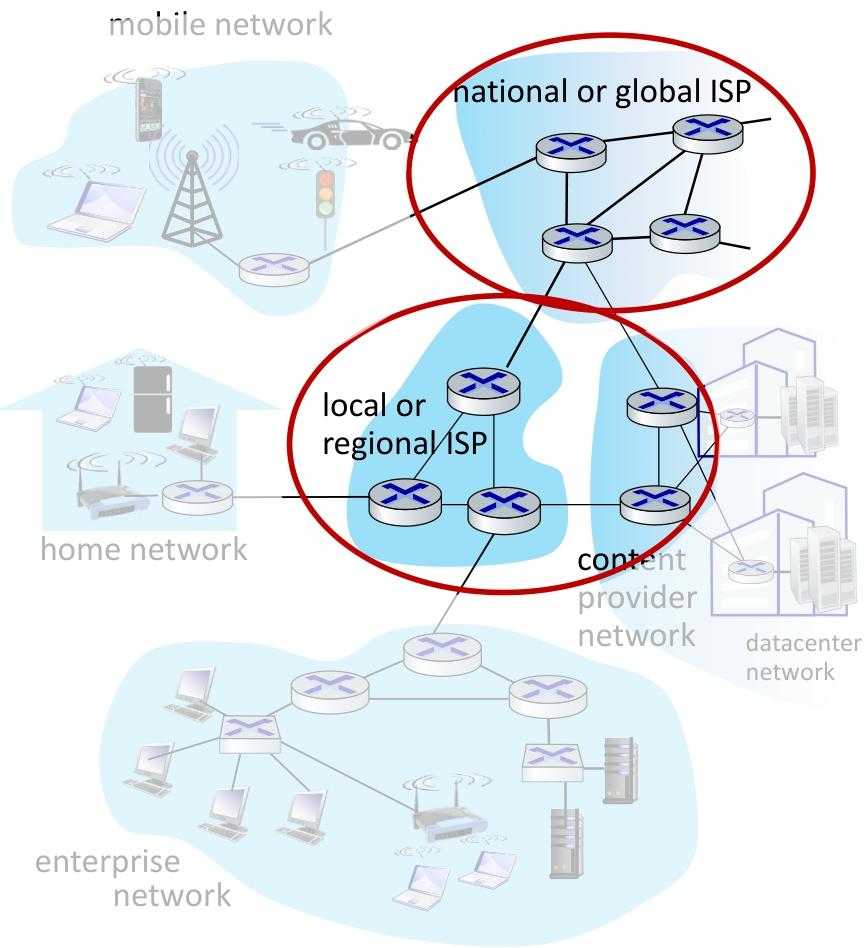 mobile network
national or global ISP
local or
regional ISP
home network
content
provider
network
datacenter
network
enterprise
network